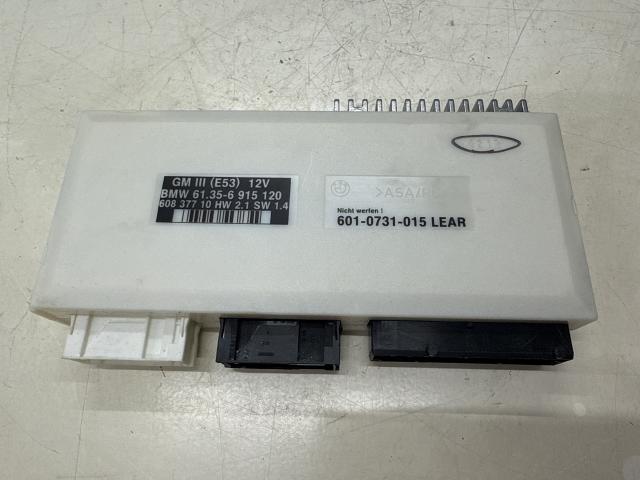 GM III (E53) 12V
BMW 61.35-6 915 120
608 377 10 HW 2.1 SW 1.4
Nicht werfen !
601-0731-015 LEAR